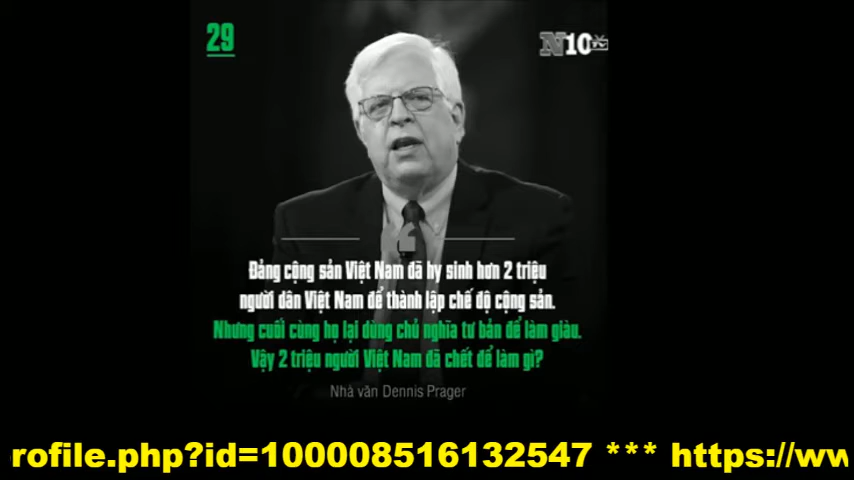 29
N10TV
Đảng cộng sản Việt Nam đã hy sinh hơn 2 triệu
người dân Việt Nam để thành lập chế độ cộng sản.
Nhưng cuối cùng họ lại dùng chủ nghĩa tư bản để làm giàu.
Vậy 2 triệu người Việt Nam đã chết để làm gì?
Nhà văn Dennis Prager
rofile.php?id=100008516132547 *** https://ww